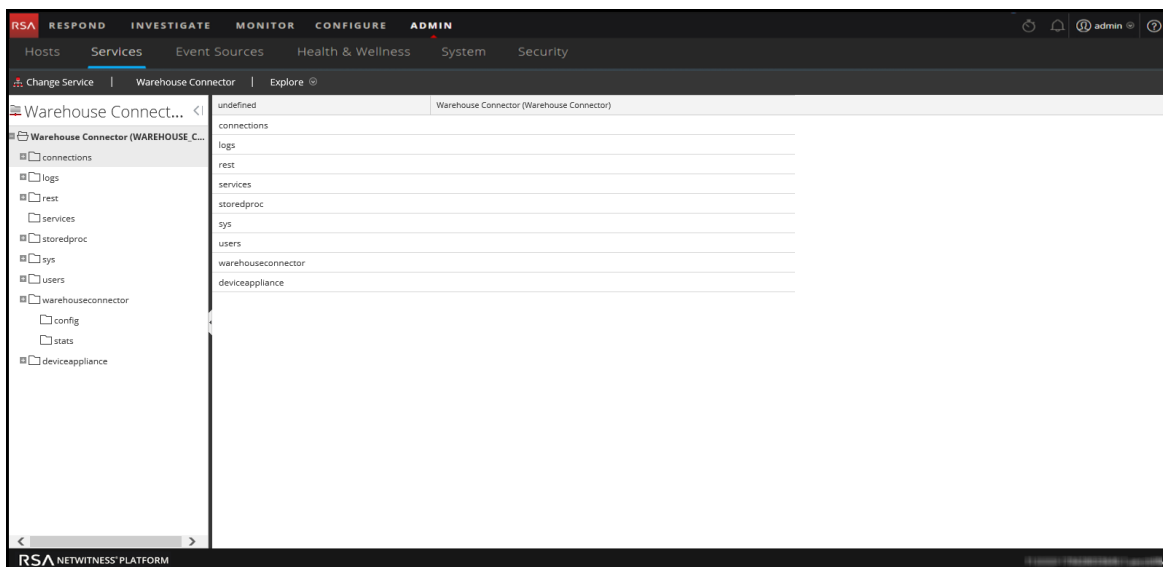 RSA RESPOND INVESTIGATE MONITOR CONFIGURE ADMIN admin ?
Hosts Services Event Sources Health & Wellness System Security
Change Service | Warehouse Connector | Explore
Warehouse Connect...
Warehouse Connector (WAREHOUSE_C...
connections
logs
rest
services
storedproc
sys
users
warehouseconnector
config
stats
deviceappliance
undefined Warehouse Connector (Warehouse Connector)
connections
logs
rest
services
storedproc
sys
users
warehouseconnector
deviceappliance
RSA NETWITNESS® PLATFORM